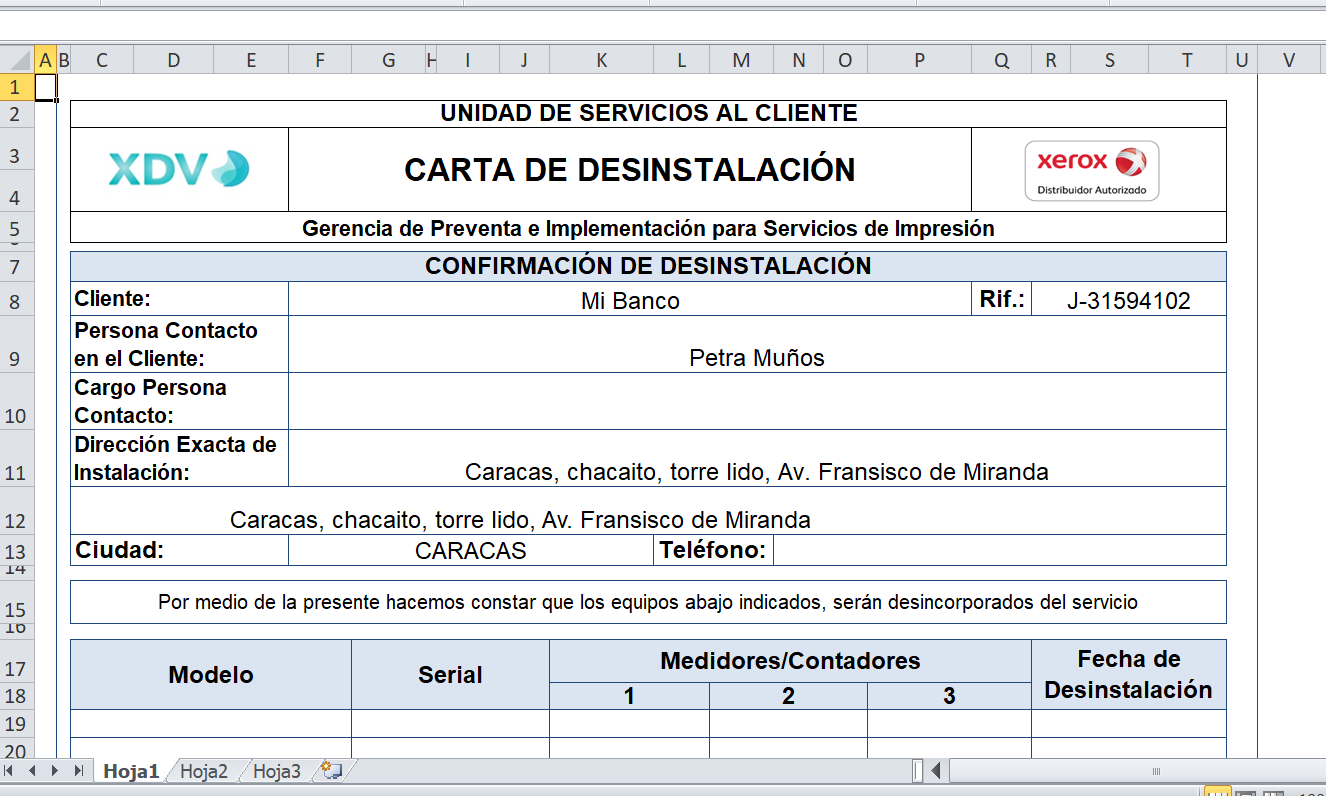 A B C D E F G H I J K L M N O P Q R S T U V
1
2 UNIDAD DE SERVICIOS AL CLIENTE
3 XDV CARTA DE DESINSTALACIÓN xerox
4 Distribuidor Autorizado
5 Gerencia de Preventa e Implementación para Servicios de Impresión
7 CONFIRMACIÓN DE DESINSTALACIÓN
8 Cliente: Mi Banco Rif.: J-31594102
Persona Contacto
9 en el Cliente: Petra Muños
Cargo Persona
10 Contacto:
Dirección Exacta de
11 Instalación: Caracas, chacaito, torre lido, Av. Fransisco de Miranda
12 Caracas, chacaito, torre lido, Av. Fransisco de Miranda
13 Ciudad: CARACAS Teléfono:
14
15 Por medio de la presente hacemos constar que los equipos abajo indicados, serán desincorporados del servicio
16
17 Modelo Serial Medidores/Contadores Fecha de Desinstalación
18 1 2 3
19
20
Hoja1 Hoja2 Hoja3